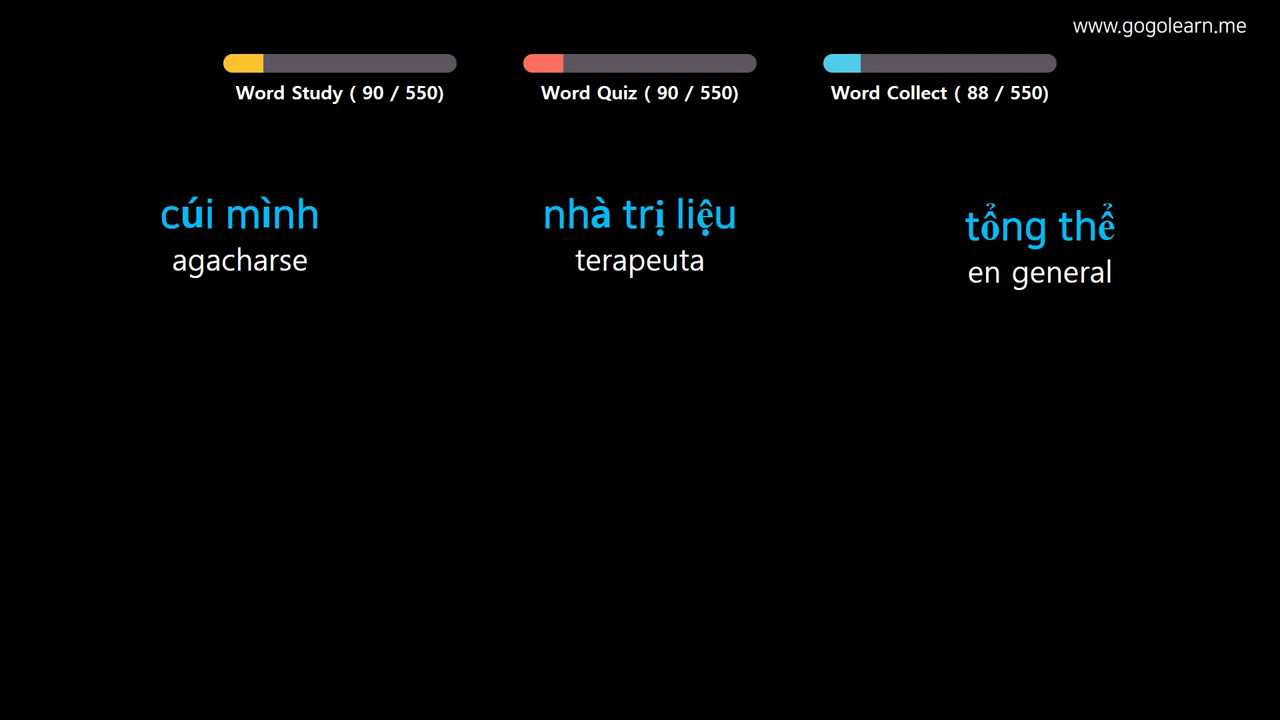 www.gogolearn.me
Word Study ( 90 / 550)
Word Quiz ( 90 / 550)
Word Collect ( 88 / 550)
cúi mình
agacharse
nhà trị liệu
terapeuta
tổng thể
en general